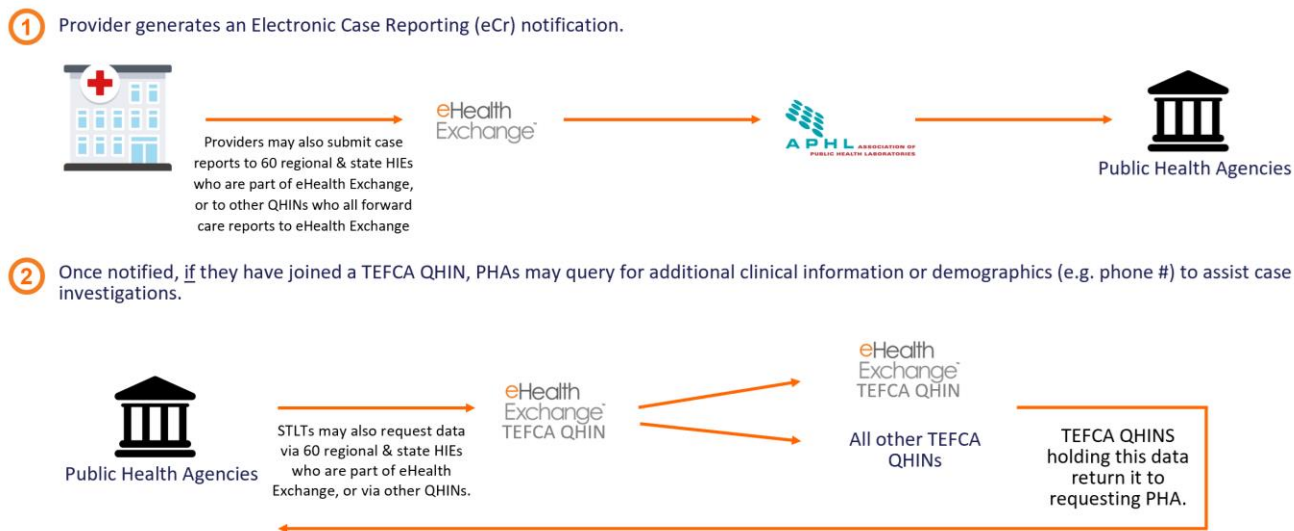 1 Provider generates an Electronic Case Reporting (eCr) notification.
eHealth
Exchange™
APHL ASSOCIATION OF
PUBLIC HEALTH LABORATORIES
Public Health Agencies
Providers may also submit case
reports to 60 regional & state HIEs
who are part of eHealth Exchange,
or to other QHINs who all forward
care reports to eHealth Exchange
2 Once notified, if they have joined a TEFCA QHIN, PHAs may query for additional clinical information or demographics (e.g. phone #) to assist case
investigations.
Public Health Agencies
STLTs may also request data
via 60 regional & state HIEs
who are part of eHealth
Exchange, or via other QHINs.
eHealth
Exchange™
TEFCA QHIN
eHealth
Exchange™
TEFCA QHIN
All other TEFCA
QHINs
TEFCA QHINS
holding this data
return it to
requesting PHA.